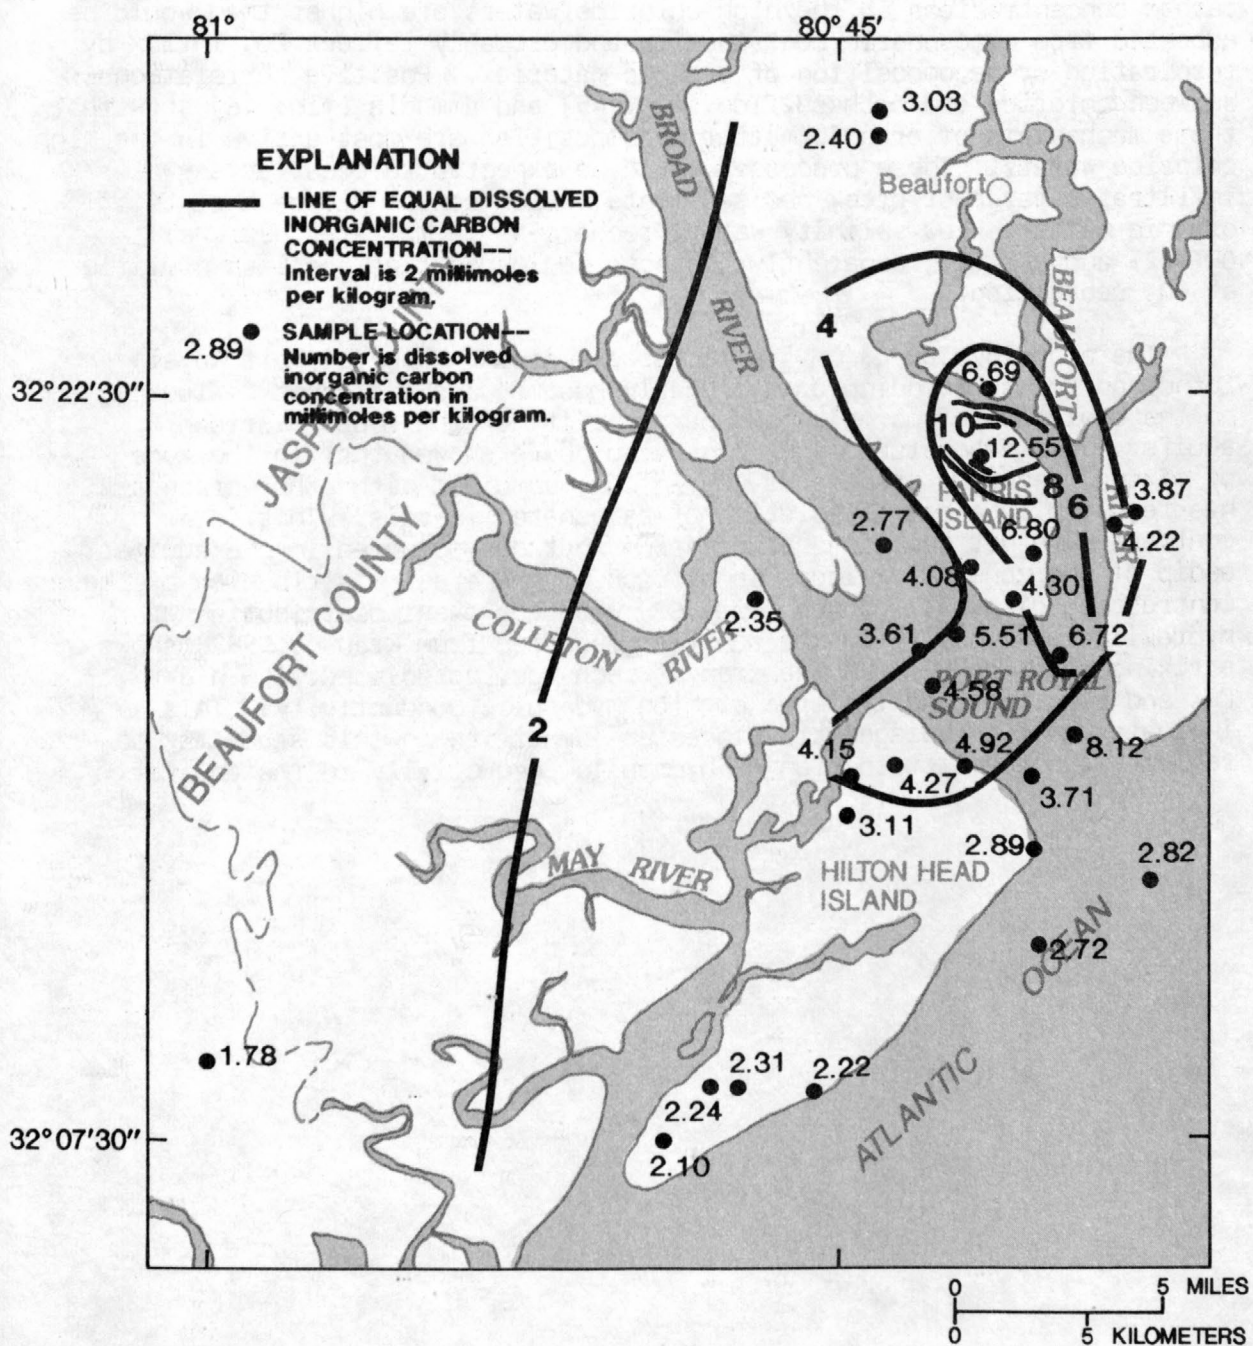 81°
80°45′
EXPLANATION
LINE OF EQUAL DISSOLVED
INORGANIC CARBON
CONCENTRATION--
Interval is 2 millimoles
per kilogram.
2.89
SAMPLE LOCATION--
Number is dissolved
inorganic carbon
concentration in
millimoles per kilogram.
BROAD
RIVER
3.03
2.40
Beaufort
BEAUFORT
RIVER
4
32°22′30″
JASPER COUNTY
BEAUFORT COUNTY
6.69
10
12.55
8
6
PARRIS
ISLAND
3.87
4.22
2.77
6.80
4.08
4.30
2.35
COLLETON
RIVER
3.61
5.51
6.72
4.58
PORT ROYAL
SOUND
2
4.15
4.27
4.92
8.12
3.71
3.11
2.89
2.82
MAY RIVER
HILTON HEAD
ISLAND
2.72
ATLANTIC
OCEAN
1.78
2.31
2.22
2.24
2.10
32°07′30″
0 5 MILES
0 5 KILOMETERS